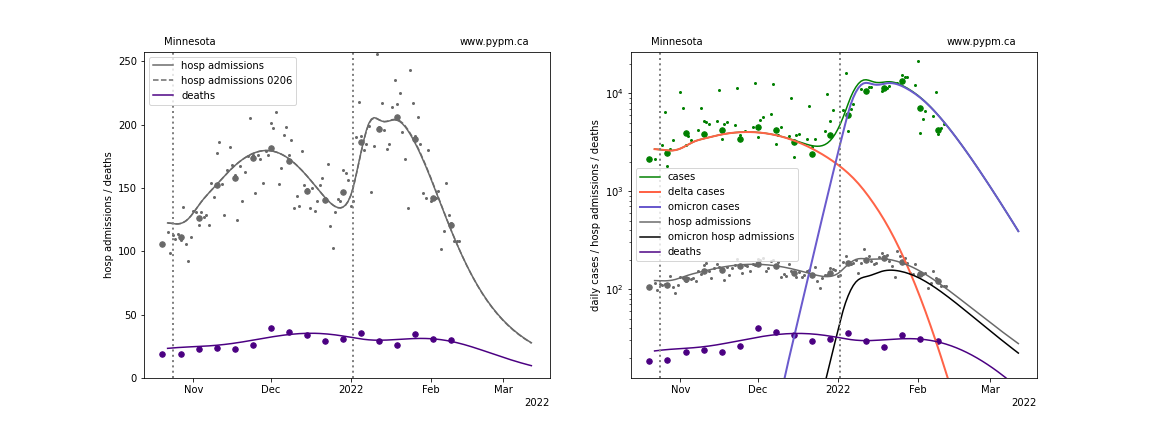 Minnesota www.pypm.ca
250
200
150
100
50
0
hosp admissions / deaths
hosp admissions
hosp admissions 0206
deaths
Nov Dec 2022 Feb Mar
2022
Minnesota www.pypm.ca
10⁴
10³
10²
daily cases / hosp admissions / deaths
cases
delta cases
omicron cases
hosp admissions
omicron hosp admissions
deaths
Nov Dec 2022 Feb Mar
2022